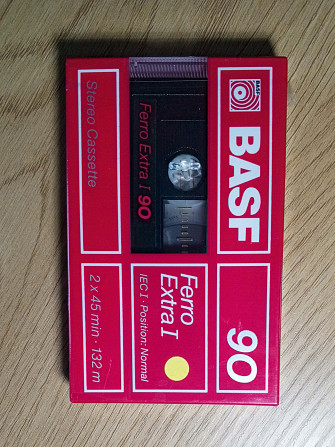 BASF
BASF
90
Ferro Extra I 90
Ferro
Extra I
IEC I · Position: Normal
Stereo Cassette
2 x 45 min · 132 m